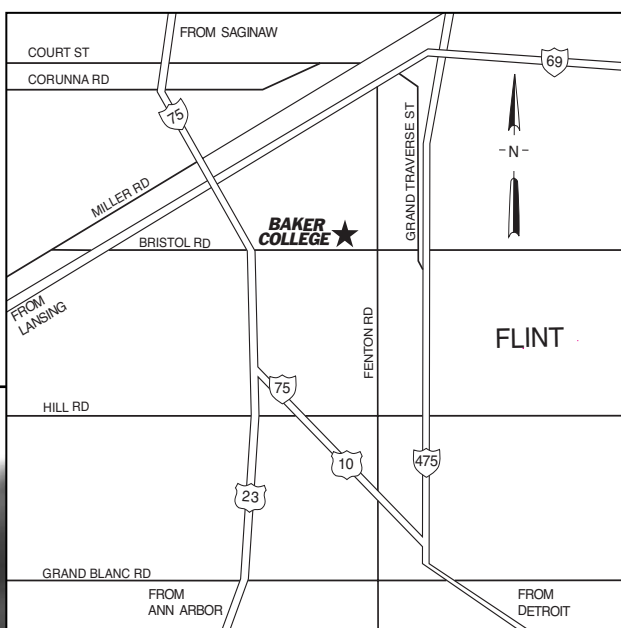 FROM SAGINAW
COURT ST
CORUNNA RD
69
75
GRAND TRAVERSE ST
-N-
MILLER RD
BAKER
COLLEGE
BRISTOL RD
FROM
LANSING
FENTON RD
FLINT
75
HILL RD
10
475
23
GRAND BLANC RD
FROM
ANN ARBOR
FROM
DETROIT